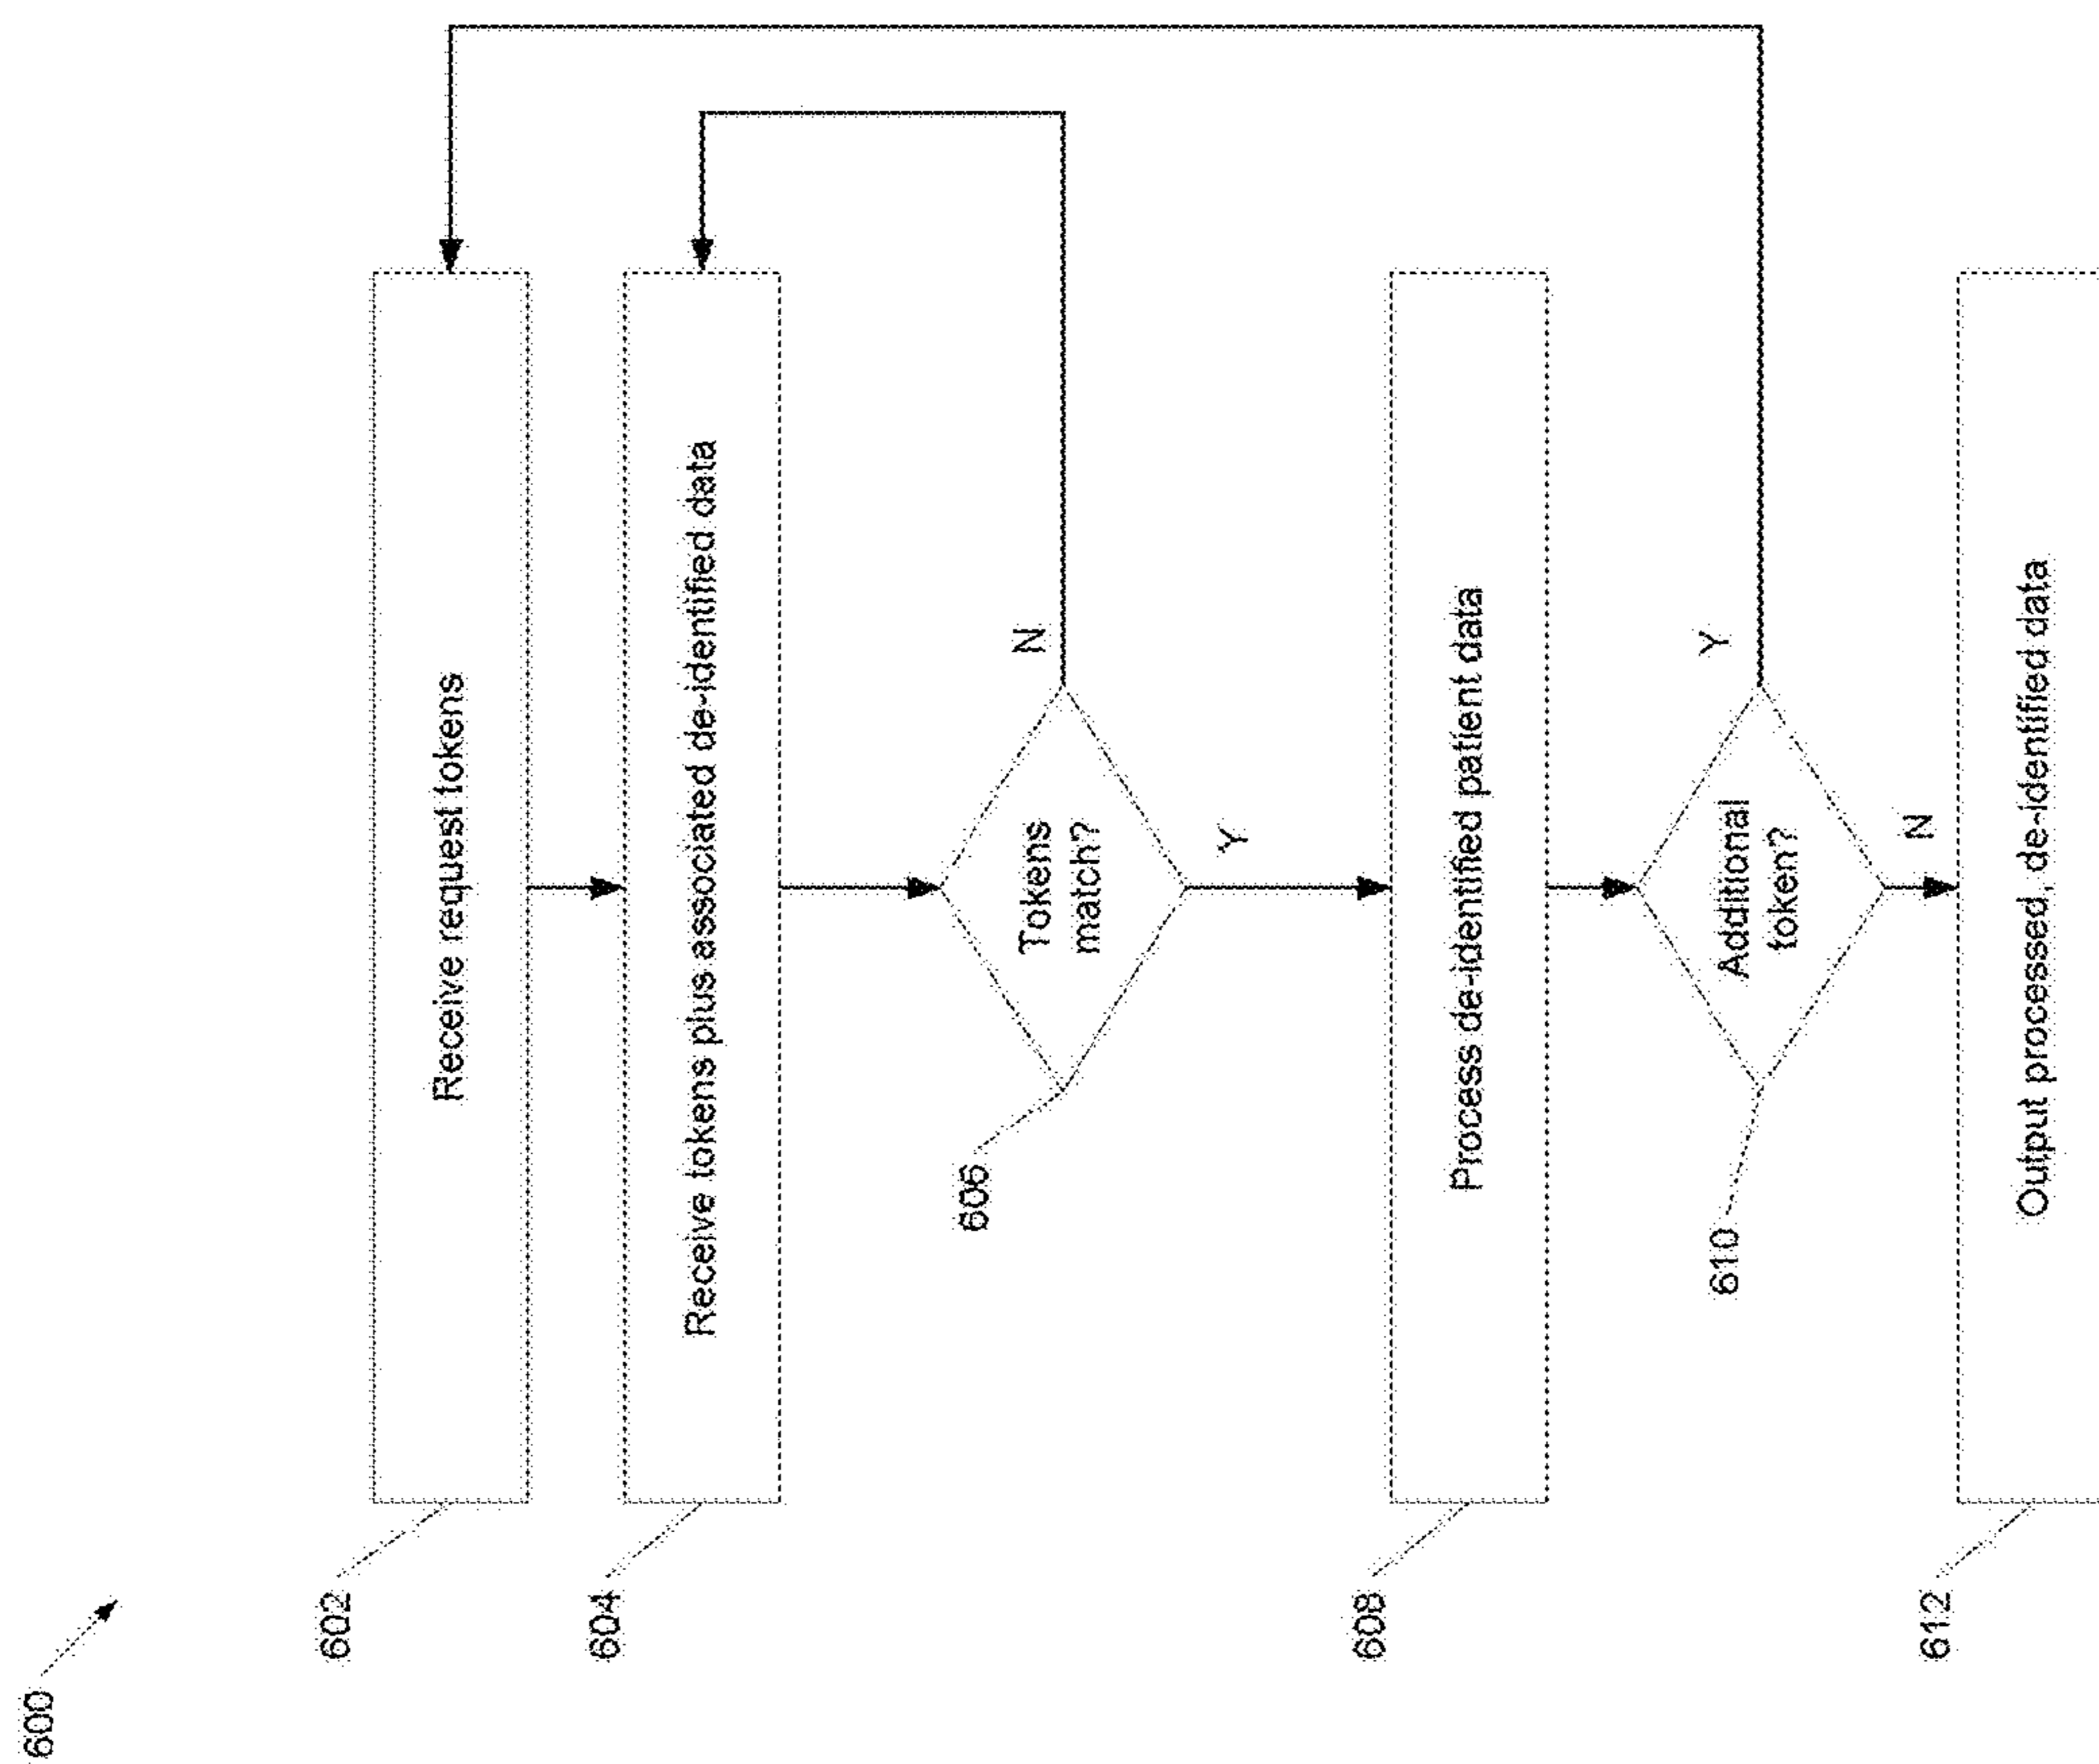 600
602
Receive request tokens
604
Receive tokens plus associated de-identified data
606
Tokens
match?
N
Y
608
Process de-identified patient data
610
Additional
token?
Y
N
612
Output processed, de-identified data